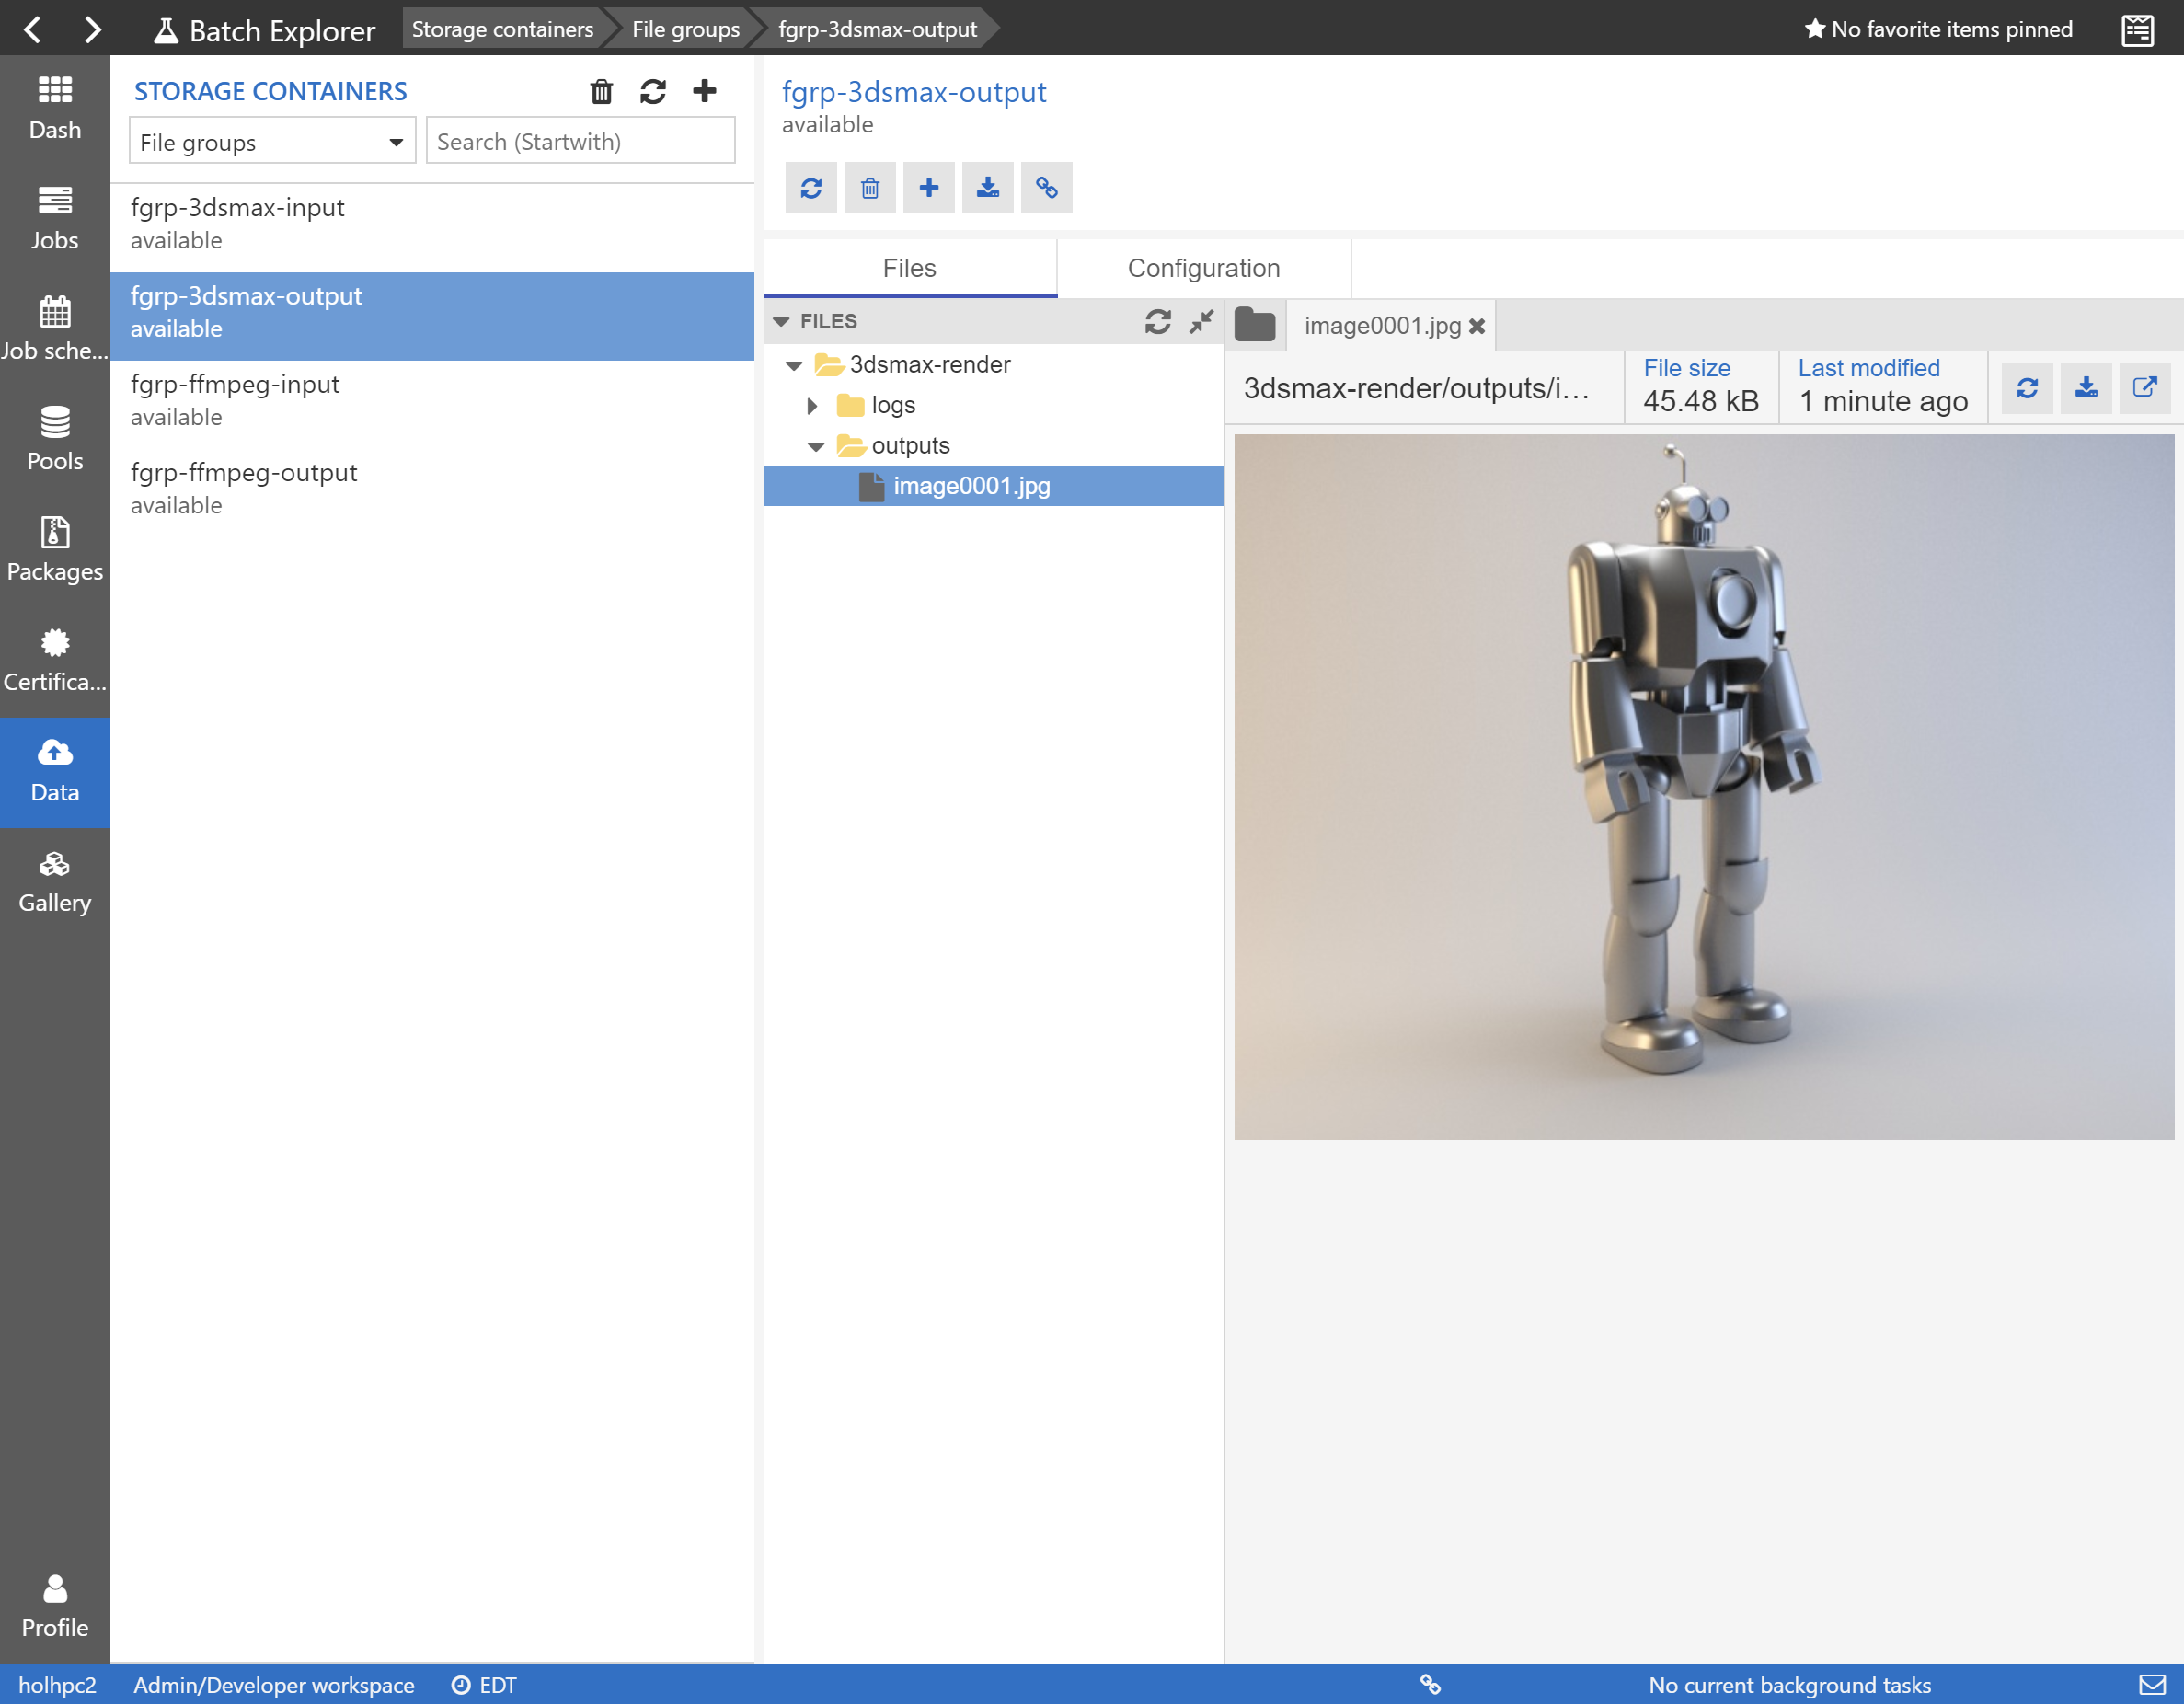 Batch Explorer
Storage containers
File groups
fgrp-3dsmax-output
No favorite items pinned
Dash
Jobs
Job sche...
Pools
Packages
Certifica...
Data
Gallery
Profile
STORAGE CONTAINERS
File groups
Search (Startwith)
fgrp-3dsmax-input
available
fgrp-3dsmax-output
available
fgrp-ffmpeg-input
available
fgrp-ffmpeg-output
available
fgrp-3dsmax-output
available
Files
Configuration
FILES
3dsmax-render
logs
outputs
image0001.jpg
image0001.jpg
3dsmax-render/outputs/i...
File size
45.48 kB
Last modified
1 minute ago
holhpc2
Admin/Developer workspace
EDT
No current background tasks